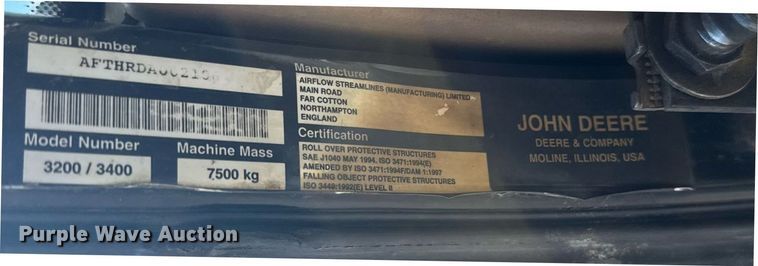 Serial Number
Model Number
3200 / 3400
Machine Mass
7500 kg
Manufacturer
AIRFLOW STREAMLINES (MANUFACTURING) LIMITED
MAIN ROAD
FAR COTTON
NORTHAMPTON
ENGLAND
Certification
ROLL OVER PROTECTIVE STRUCTURES
SAE J1040 MAY 1994, ISO 3471:1994(E)
AMENDED BY ISO 3471:1994F/DAM 1:1997
FALLING OBJECT PROTECTIVE STRUCTURES
ISO 3449:1992(E) LEVEL II
JOHN DEERE
DEERE & COMPANY
MOLINE, ILLINOIS, USA
Purple Wave Auction